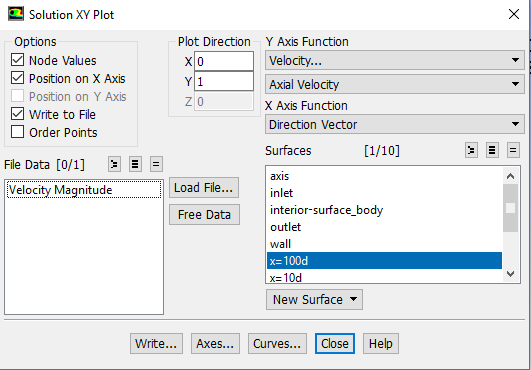 Solution XY Plot
Options
Node Values
Position on X Axis
Position on Y Axis
Write to File
Order Points
Plot Direction
X 0
Y 1
Z 0
Y Axis Function
Velocity...
Axial Velocity
X Axis Function
Direction Vector
File Data [0/1]
Velocity Magnitude
Load File...
Free Data
Surfaces [1/10]
axis
inlet
interior-surface_body
outlet
wall
x=100d
x=10d
New Surface
Write...
Axes...
Curves...
Close
Help